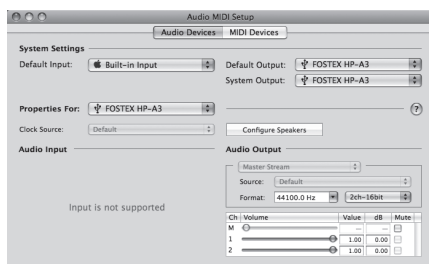 Audio MIDI Setup
Audio Devices MIDI Devices
System Settings
Default Input: Built-in Input
Default Output: FOSTEX HP-A3
System Output: FOSTEX HP-A3
Properties For: FOSTEX HP-A3
?
Clock Source: Default
Configure Speakers
Audio Input
Audio Output
Master Stream
Source: Default
Format: 44100.0 Hz 2ch-16bit
Input is not supported
Ch Volume Value dB Mute
M — —
1 1.00 0.00
2 1.00 0.00